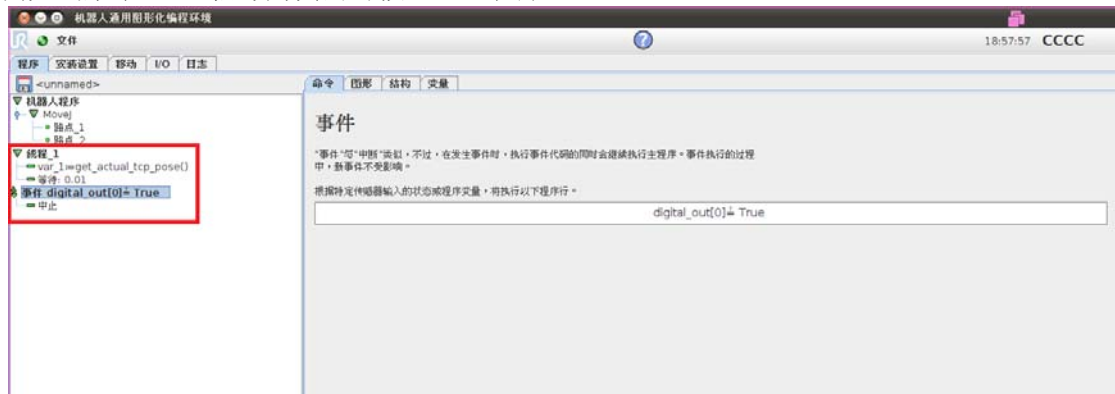 机器人通用图形化编程环境
文件
18:57:57 CCCC
程序 安装设置 移动 I/O 日志
<unnamed>
命令 图形 结构 变量
机器人程序
MoveJ
路点_1
路点_2
线程_1
var_1≔get_actual_tcp_pose()
等待: 0.01
事件 digital_out[0]≟ True
中止
事件
"事件"与"中断"类似,不过,在发生事件时,执行事件代码的同时会继续执行主程序。事件执行的过程
中,新事件不受影响。
根据特定传感器输入的状态或程序变量,将执行以下程序行。
digital_out[0]≟ True